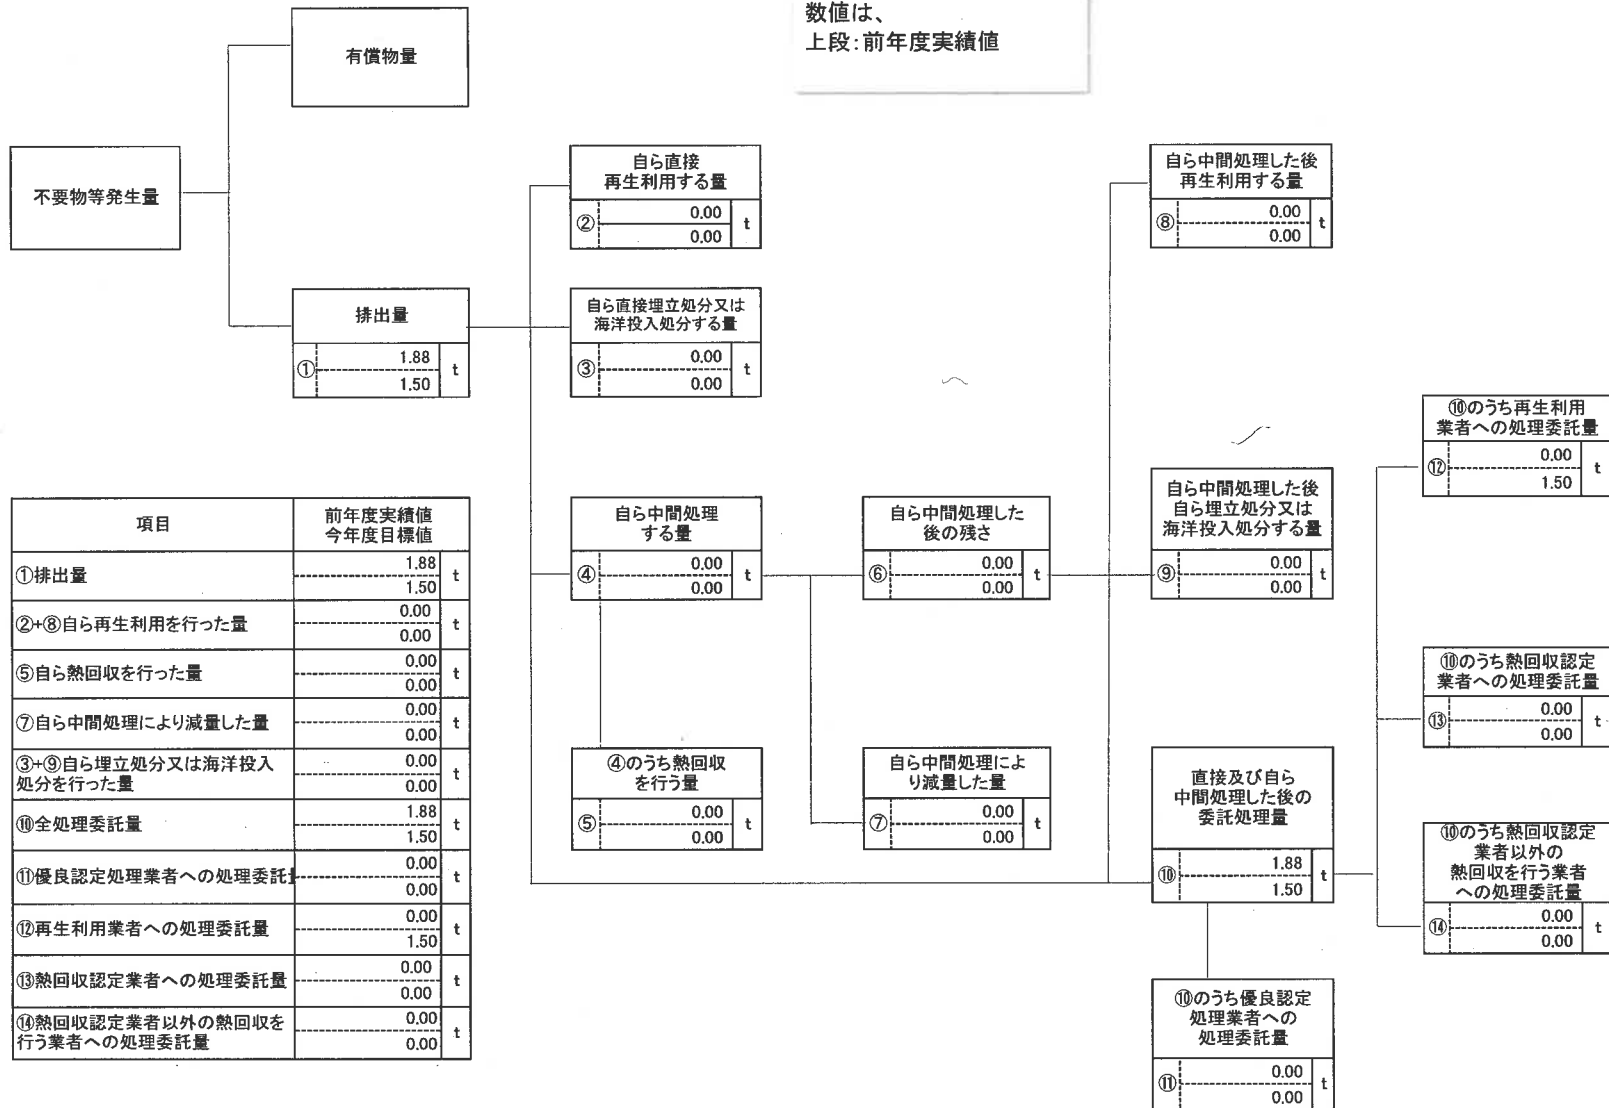 数値は、
上段:前年度実績値
有償物量
不要物等発生量
排出量
① 1.88 t
1.50
自ら直接
再生利用する量
② 0.00 t
0.00
自ら直接埋立処分又は
海洋投入処分する量
③ 0.00 t
0.00
自ら中間処理した後
再生利用する量
⑧ 0.00 t
0.00
自ら中間処理
する量
④ 0.00 t
0.00
自ら中間処理した
後の残さ
⑥ 0.00 t
0.00
自ら中間処理した後
自ら埋立処分又は
海洋投入処分する量
⑨ 0.00 t
0.00
④のうち熱回収
を行う量
⑤ 0.00 t
0.00
自ら中間処理によ
り減量した量
⑦ 0.00 t
0.00
直接及び自ら
中間処理した後の
委託処理量
⑩ 1.88 t
1.50
⑩のうち優良認定
処理業者への
処理委託量
⑪ 0.00 t
0.00
⑩のうち再生利用
業者への処理委託量
⑫ 0.00 t
1.50
⑩のうち熱回収認定
業者への処理委託量
⑬ 0.00 t
0.00
⑩のうち熱回収認定
業者以外の
熱回収を行う業者
への処理委託量
⑭ 0.00 t
0.00
項目 前年度実績値
今年度目標値
①排出量 1.88 t
1.50
②+⑧自ら再生利用を行った量 0.00 t
0.00
⑤自ら熱回収を行った量 0.00 t
0.00
⑦自ら中間処理により減量した量 0.00 t
0.00
③+⑨自ら埋立処分又は海洋投入
処分を行った量 0.00 t
0.00
⑩全処理委託量 1.88 t
1.50
⑪優良認定処理業者への処理委託 0.00 t
0.00
⑫再生利用業者への処理委託量 0.00 t
1.50
⑬熱回収認定業者への処理委託量 0.00 t
0.00
⑭熱回収認定業者以外の熱回収を
行う業者への処理委託量 0.00 t
0.00